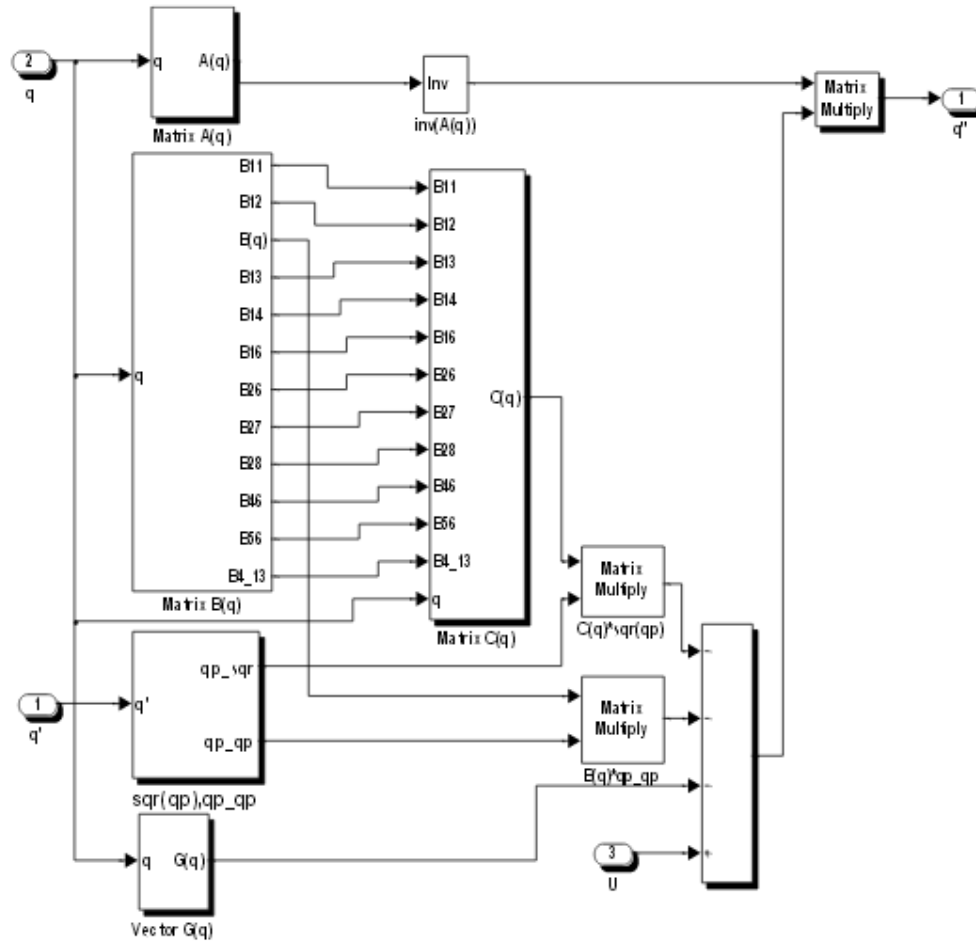 2
q
q
A(q)
Matrix A(q)
Inv
inv(A(q))
Matrix
Multiply
1
q''
B11
B12
B(q)
B13
B14
B16
B26
B27
B28
B46
B56
B4_13
q
Matrix B(q)
B11
B12
B13
B14
B16
B26
B27
B28
B46
B56
B4_13
q
C(q)
Matrix C(q)
Matrix
Multiply
C(q)*sqr(qp)
1
q'
q'
qp_sqr
qp_qp
sqr(qp),qp_qp
Matrix
Multiply
B(q)*qp_qp
q
G(q)
Vector G(q)
3
U
−
−
−
+